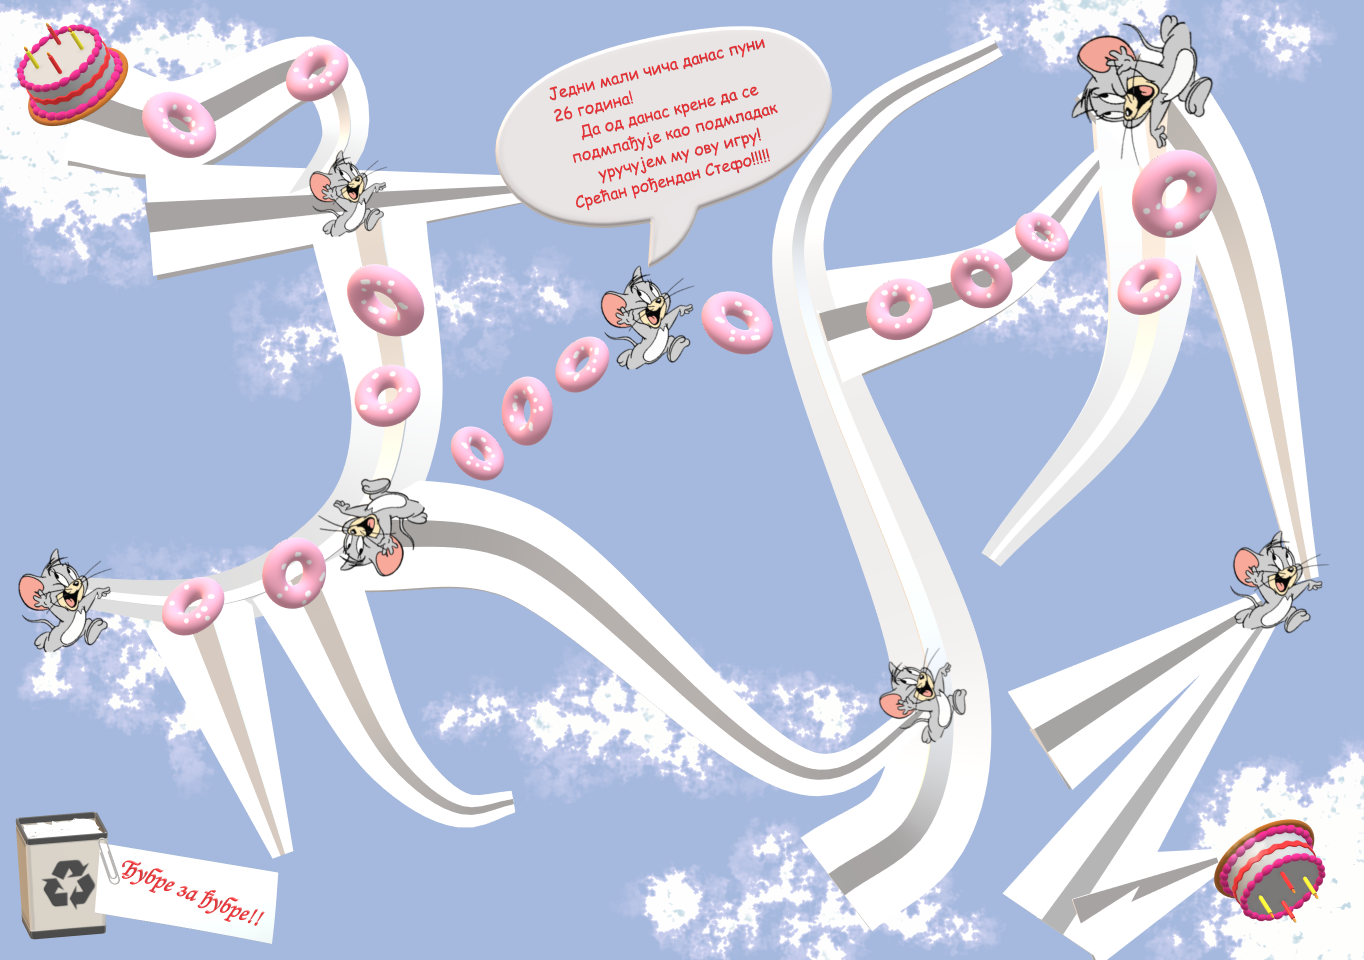 Једни мали чича данас пуни
26 година!
Да од данас крене да се
подмлађује као подмладак
уручујем му ову игру!
Срећан рођендан Стефо!!!!!
Ђубре за ђубре!!